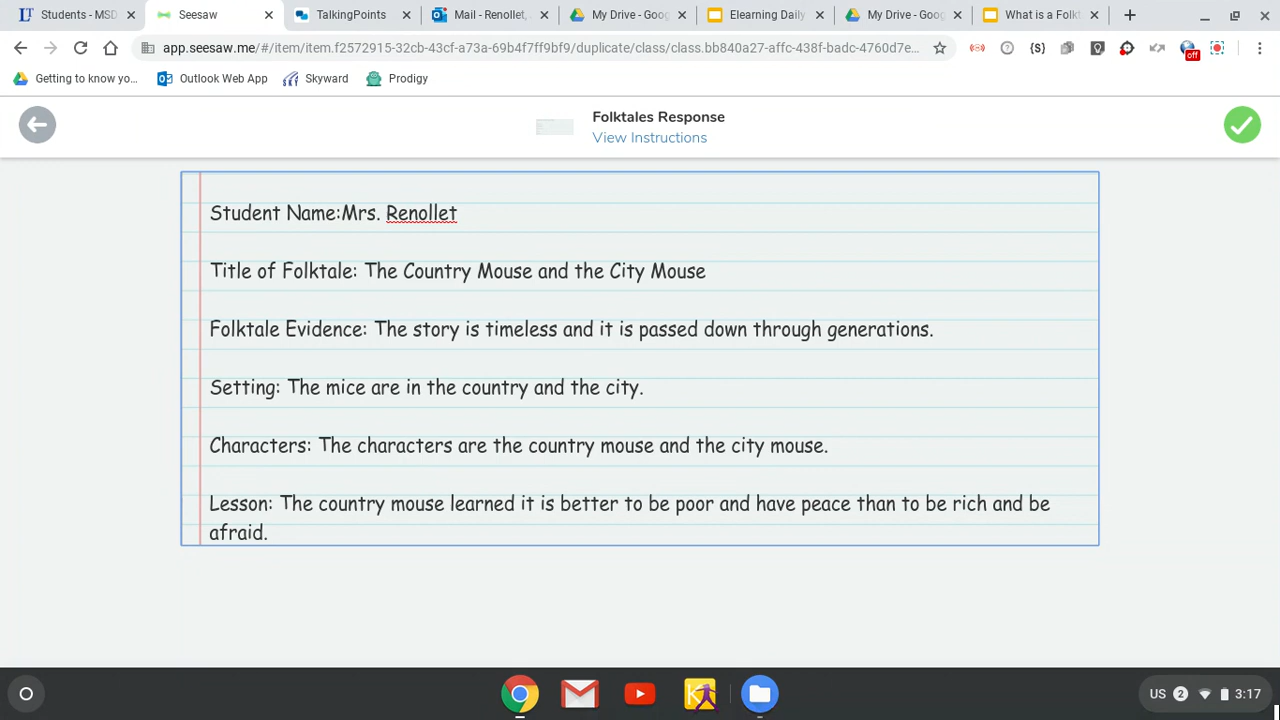 Students - MSD
Seesaw
TalkingPoints
Mail - Renollet,
My Drive - Goog
Elearning Daily
My Drive - Goog
What is a Folkt
app.seesaw.me/#/item/item.f2572915-32cb-43cf-a73a-69b4f7ff9bf9/duplicate/class/class.bb840a27-affc-438f-badc-4760d7e...
off
Getting to know yo...
Outlook Web App
Skyward
Prodigy
Folktales Response
View Instructions
Student Name:Mrs. Renollet
Title of Folktale: The Country Mouse and the City Mouse
Folktale Evidence: The story is timeless and it is passed down through generations.
Setting: The mice are in the country and the city.
Characters: The characters are the country mouse and the city mouse.
Lesson: The country mouse learned it is better to be poor and have peace than to be rich and be
afraid.
US 2 3:17